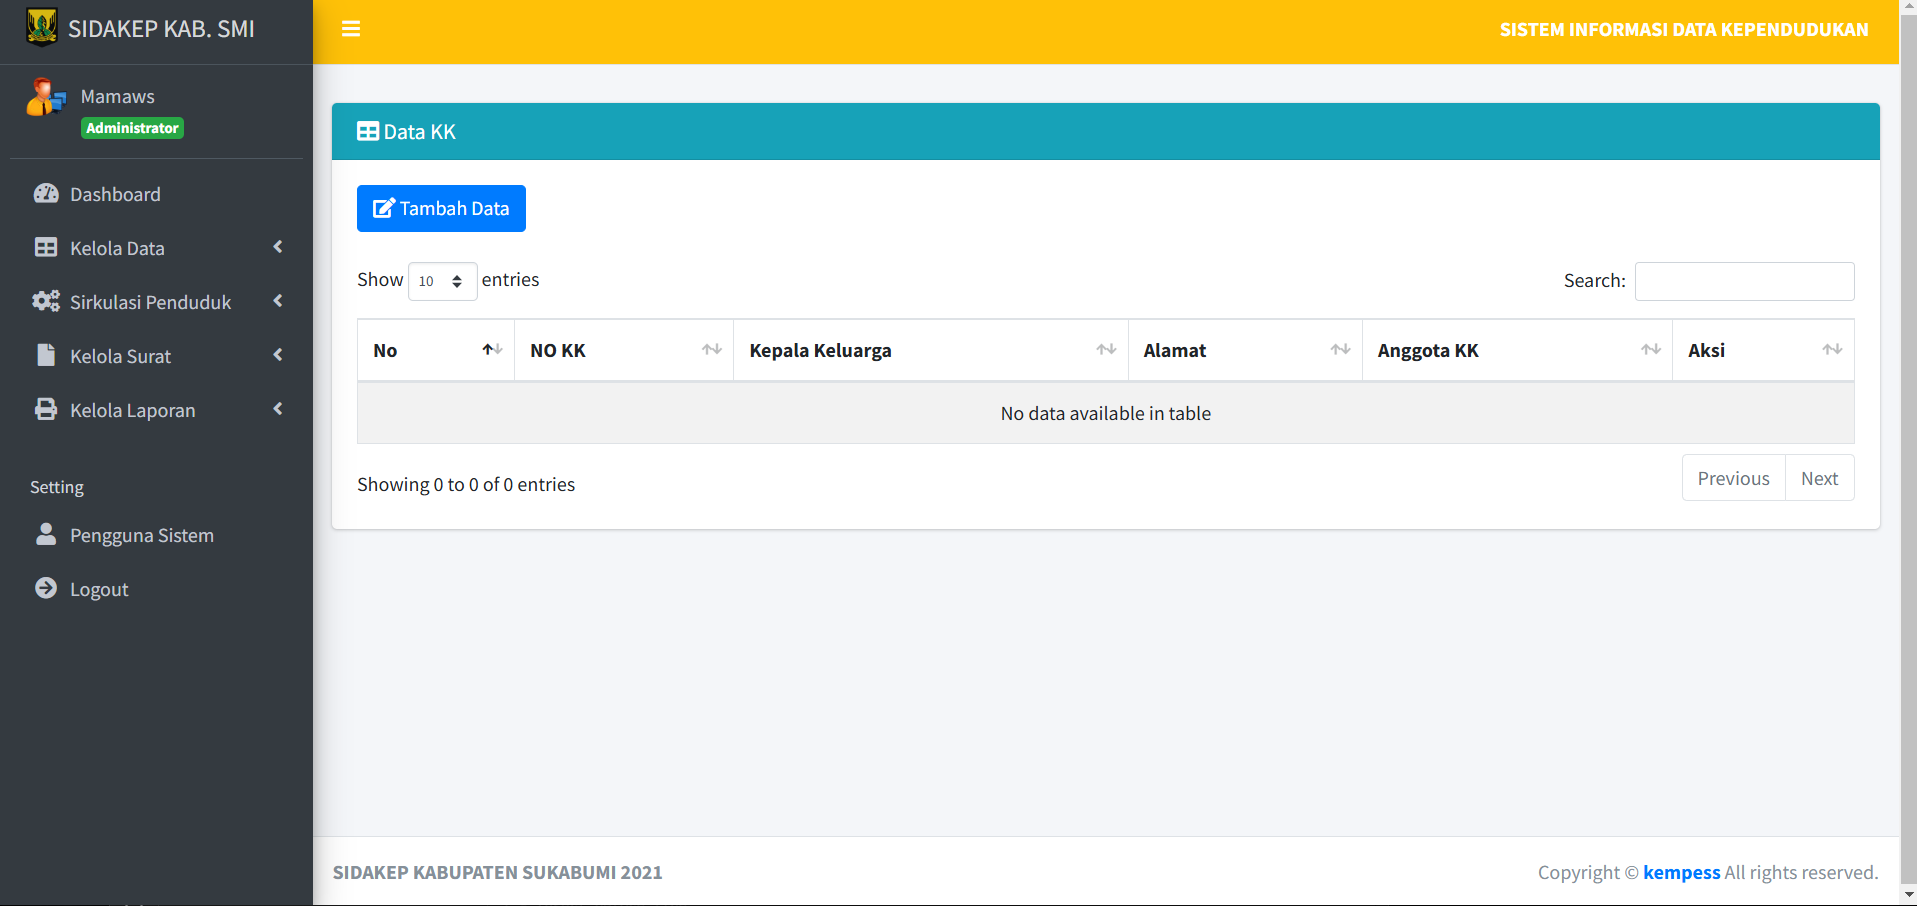 SIDAKEP KAB. SMI
SISTEM INFORMASI DATA KEPENDUDUKAN
Mamaws
Administrator
Dashboard
Kelola Data
Sirkulasi Penduduk
Kelola Surat
Kelola Laporan
Setting
Pengguna Sistem
Logout
Data KK
Tambah Data
Show 10 entries
Search:
No NO KK Kepala Keluarga Alamat Anggota KK Aksi
No data available in table
Showing 0 to 0 of 0 entries
Previous Next
SIDAKEP KABUPATEN SUKABUMI 2021
Copyright © kempess All rights reserved.